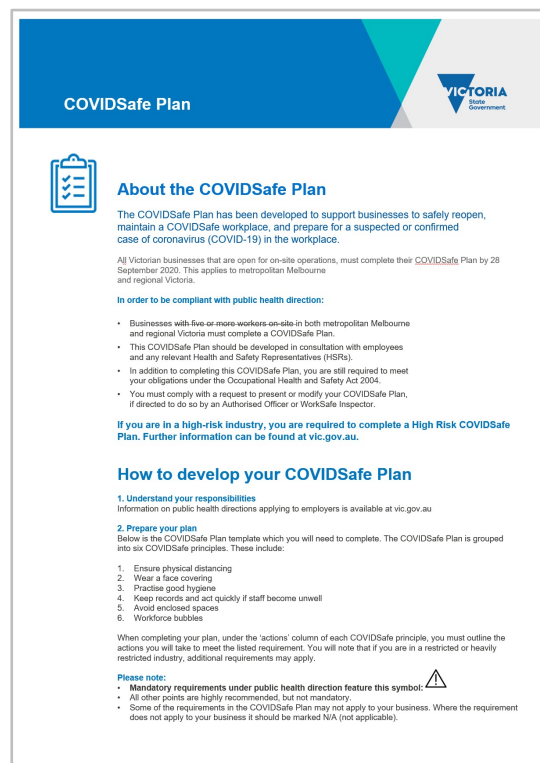 COVIDSafe Plan
VICTORIA
State
Government
About the COVIDSafe Plan
The COVIDSafe Plan has been developed to support businesses to safely reopen,
maintain a COVIDSafe workplace, and prepare for a suspected or confirmed
case of coronavirus (COVID-19) in the workplace.
All Victorian businesses that are open for on-site operations, must complete their COVIDSafe Plan by 28
September 2020. This applies to metropolitan Melbourne
and regional Victoria.
In order to be compliant with public health direction:
• Businesses with five or more workers on-site in both metropolitan Melbourne
and regional Victoria must complete a COVIDSafe Plan.
• This COVIDSafe Plan should be developed in consultation with employees
and any relevant Health and Safety Representatives (HSRs).
• In addition to completing this COVIDSafe Plan, you are still required to meet
your obligations under the Occupational Health and Safety Act 2004.
• You must comply with a request to present or modify your COVIDSafe Plan,
if directed to do so by an Authorised Officer or WorkSafe Inspector.
If you are in a high-risk industry, you are required to complete a High Risk COVIDSafe
Plan. Further information can be found at vic.gov.au.
How to develop your COVIDSafe Plan
1. Understand your responsibilities
Information on public health directions applying to employers is available at vic.gov.au
2. Prepare your plan
Below is the COVIDSafe Plan template which you will need to complete. The COVIDSafe Plan is grouped
into six COVIDSafe principles. These include:
1. Ensure physical distancing
2. Wear a face covering
3. Practise good hygiene
4. Keep records and act quickly if staff become unwell
5. Avoid enclosed spaces
6. Workforce bubbles
When completing your plan, under the ‘actions’ column of each COVIDSafe principle, you must outline the
actions you will take to meet the listed requirement. You will note that if you are in a restricted or heavily
restricted industry, additional requirements may apply.
Please note:
• Mandatory requirements under public health direction feature this symbol:
• All other points are highly recommended, but not mandatory.
• Some of the requirements in the COVIDSafe Plan may not apply to your business. Where the requirement
does not apply to your business it should be marked N/A (not applicable).